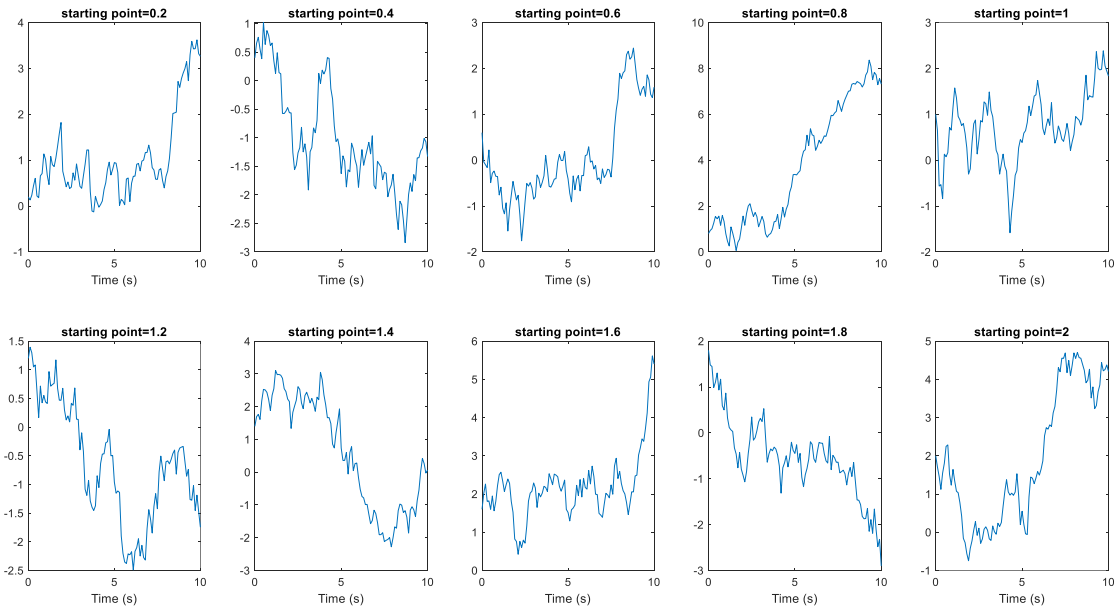 starting point=0.2
4
3
2
1
0
-1
0 5 10
Time (s)
starting point=0.4
1
0.5
0
-0.5
-1
-1.5
-2
-2.5
-3
0 5 10
Time (s)
starting point=0.6
3
2
1
0
-1
-2
0 5 10
Time (s)
starting point=0.8
10
8
6
4
2
0
0 5 10
Time (s)
starting point=1
3
2
1
0
-1
-2
0 5 10
Time (s)
starting point=1.2
1.5
1
0.5
0
-0.5
-1
-1.5
-2
-2.5
0 5 10
Time (s)
starting point=1.4
4
3
2
1
0
-1
-2
-3
0 5 10
Time (s)
starting point=1.6
6
5
4
3
2
1
0
0 5 10
Time (s)
starting point=1.8
2
1
0
-1
-2
-3
0 5 10
Time (s)
starting point=2
5
4
3
2
1
0
-1
0 5 10
Time (s)